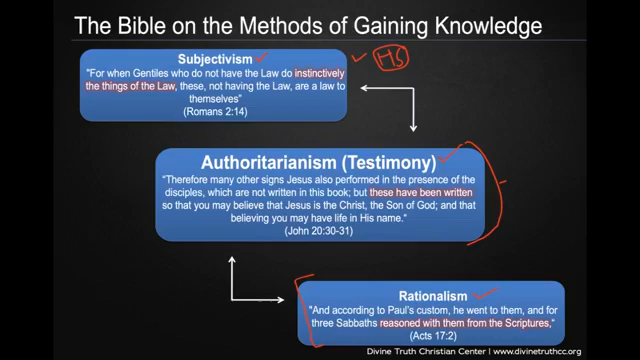 The Bible on the Methods of Gaining Knowledge
Subjectivism
HS
"For when Gentiles who do not have the Law do instinctively
the things of the Law, these, not having the Law, are a law to
themselves"
(Romans 2:14)
Authoritarianism (Testimony)
"Therefore many other signs Jesus also performed in the presence of the
disciples, which are not written in this book; but these have been written
so that you may believe that Jesus is the Christ, the Son of God; and that
believing you may have life in His name."
(John 20:30-31)
Rationalism
"And according to Paul's custom, he went to them, and for
three Sabbaths reasoned with them from the Scriptures,"
(Acts 17:2)
Divine Truth Christian Center | www.divinetruthcc.org